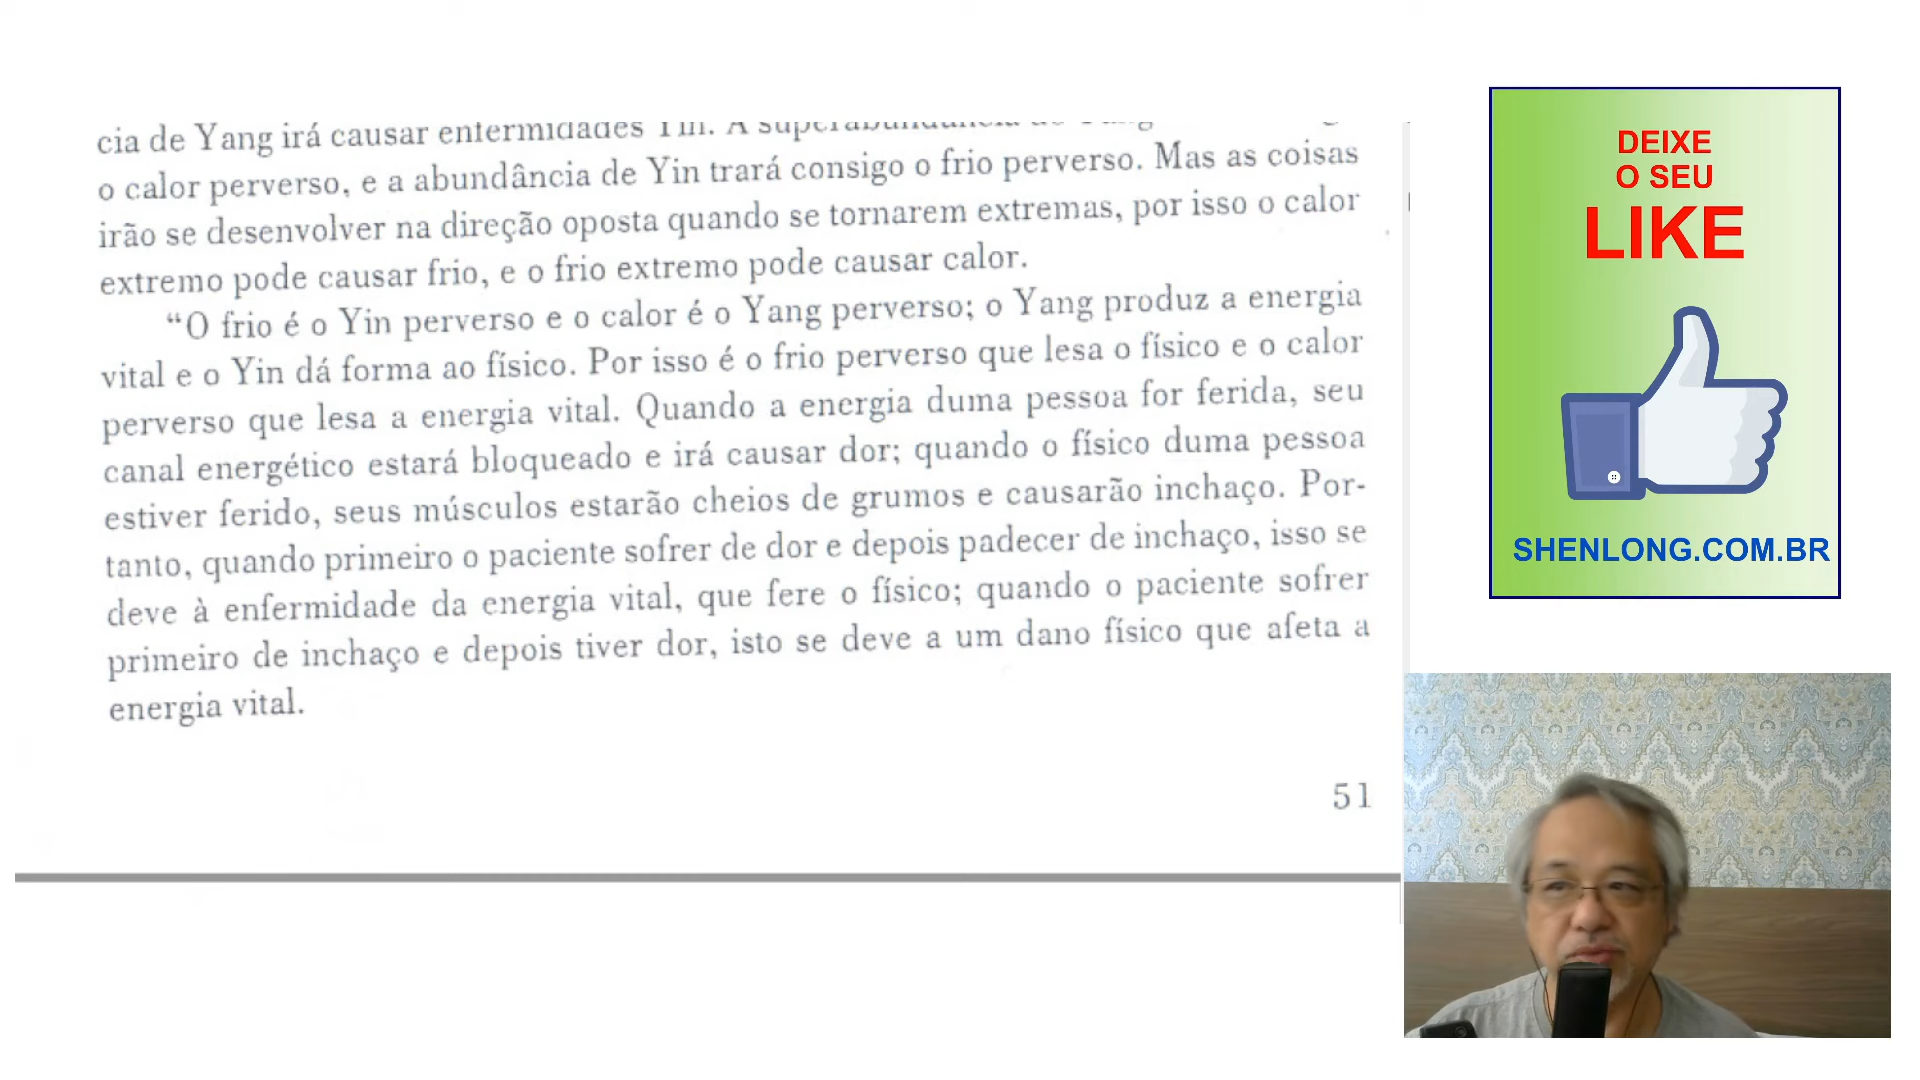 cia de Yang irá causar enfermidades Yin. A superabundância de Yang
o calor perverso, e a abundância de Yin trará consigo o frio perverso. Mas as coisas
irão se desenvolver na direção oposta quando se tornarem extremas, por isso o calor
extremo pode causar frio, e o frio extremo pode causar calor.
“O frio é o Yin perverso e o calor é o Yang perverso; o Yang produz a energia
vital e o Yin dá forma ao físico. Por isso é o frio perverso que lesa o físico e o calor
perverso que lesa a energia vital. Quando a energia duma pessoa for ferida, seu
canal energético estará bloqueado e irá causar dor; quando o físico duma pessoa
estiver ferido, seus músculos estarão cheios de grumos e causarão inchaço. Por-
tanto, quando primeiro o paciente sofrer de dor e depois padecer de inchaço, isso se
deve à enfermidade da energia vital, que fere o físico; quando o paciente sofrer
primeiro de inchaço e depois tiver dor, isto se deve a um dano físico que afeta a
energia vital.
51
DEIXE
O SEU
LIKE
SHENLONG.COM.BR